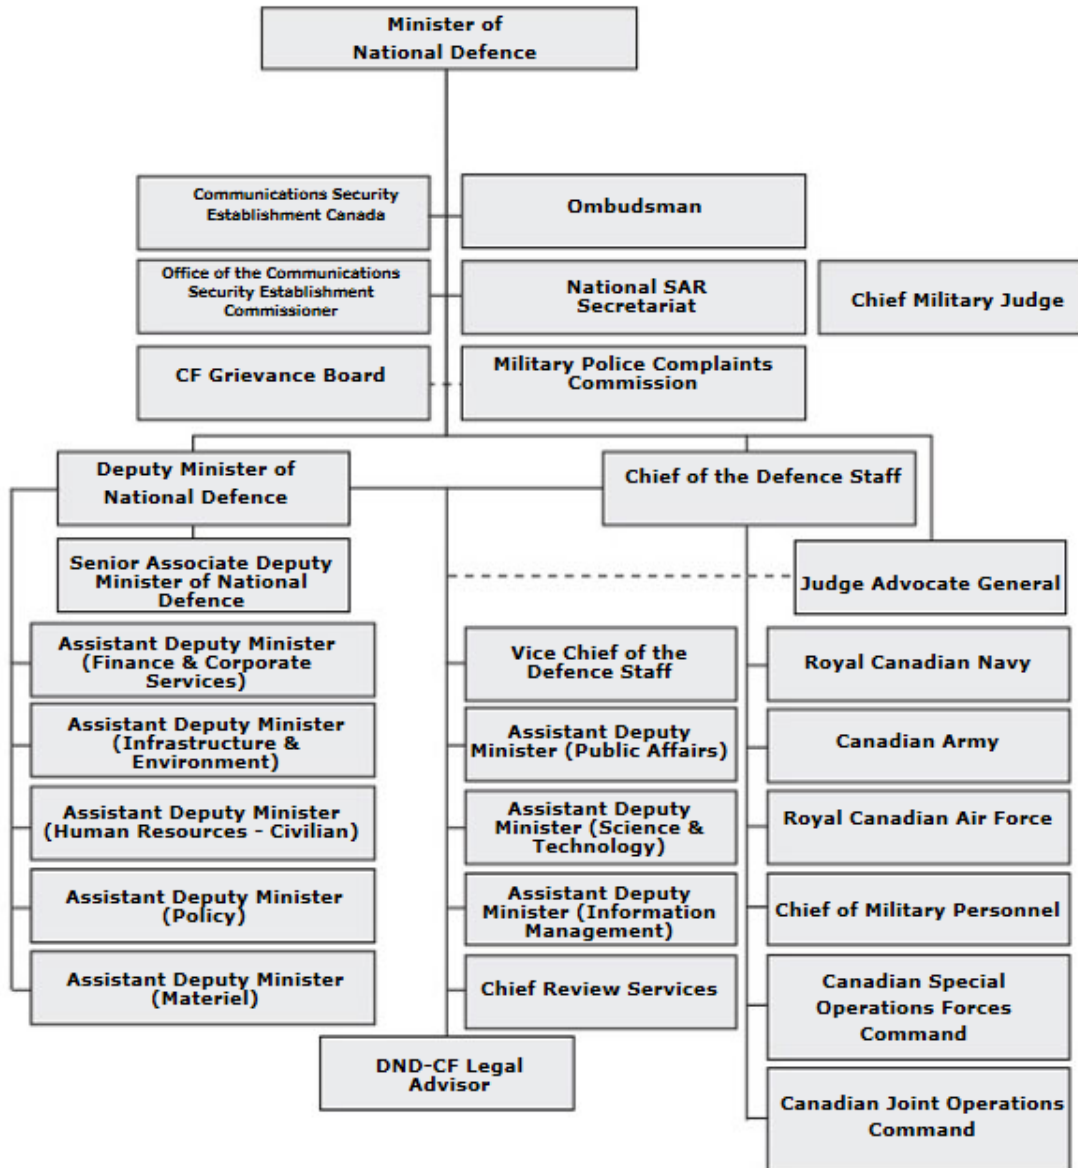 Minister of
National Defence
Communications Security
Establishment Canada
Ombudsman
Office of the Communications
Security Establishment
Commissioner
National SAR
Secretariat
Chief Military Judge
CF Grievance Board
Military Police Complaints
Commission
Deputy Minister of
National Defence
Chief of the Defence Staff
Senior Associate Deputy
Minister of National
Defence
Judge Advocate General
Assistant Deputy Minister
(Finance & Corporate
Services)
Vice Chief of the
Defence Staff
Royal Canadian Navy
Assistant Deputy Minister
(Infrastructure &
Environment)
Assistant Deputy
Minister (Public Affairs)
Canadian Army
Assistant Deputy Minister
(Human Resources - Civilian)
Assistant Deputy
Minister (Science &
Technology)
Royal Canadian Air Force
Assistant Deputy Minister
(Policy)
Assistant Deputy
Minister (Information
Management)
Chief of Military Personnel
Assistant Deputy Minister
(Materiel)
Chief Review Services
Canadian Special
Operations Forces
Command
DND-CF Legal
Advisor
Canadian Joint Operations
Command